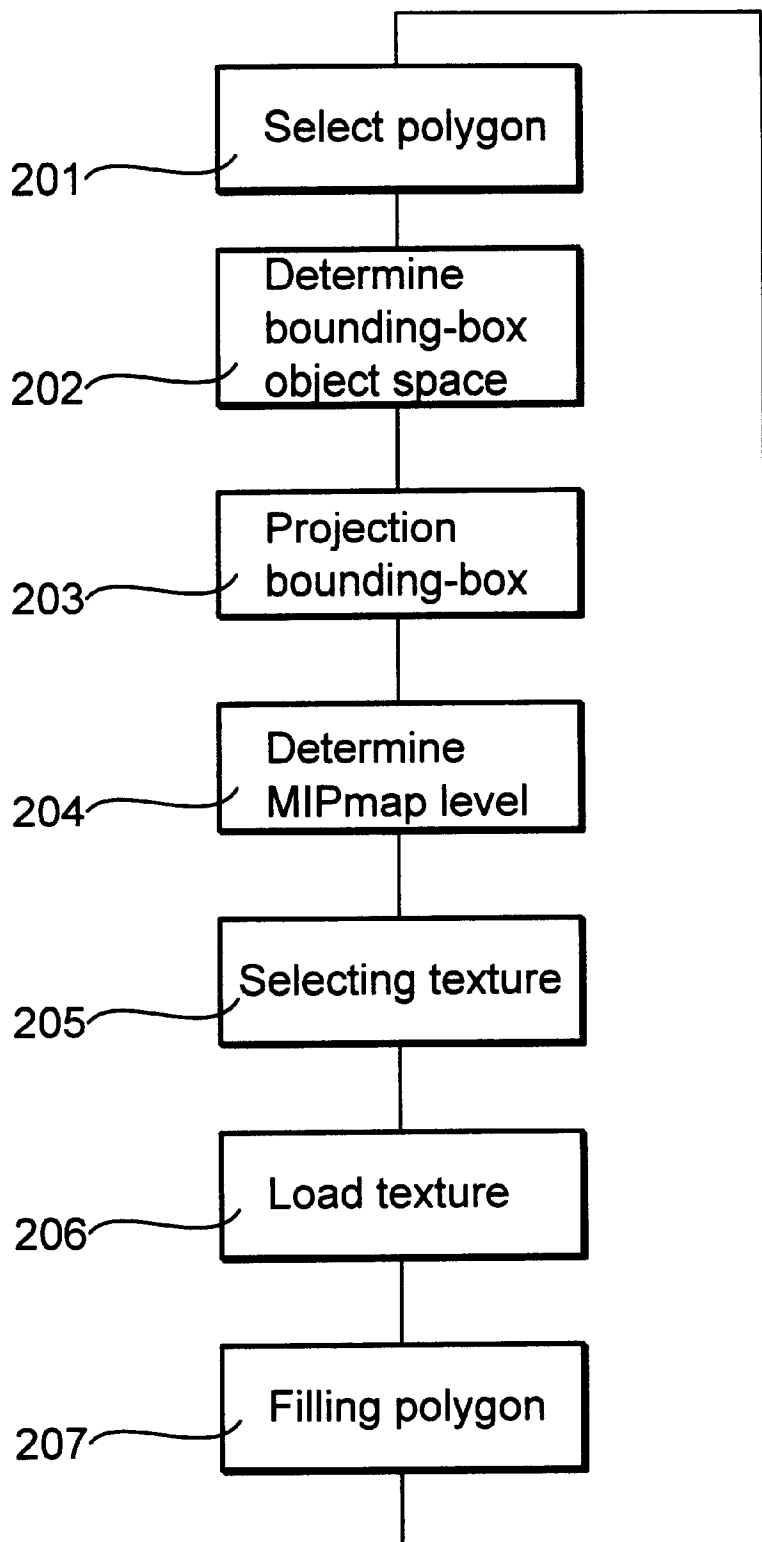 Select polygon
201
Determine
bounding-box
object space
202
Projection
bounding-box
203
Determine
MIPmap level
204
Selecting texture
205
Load texture
206
Filling polygon
207